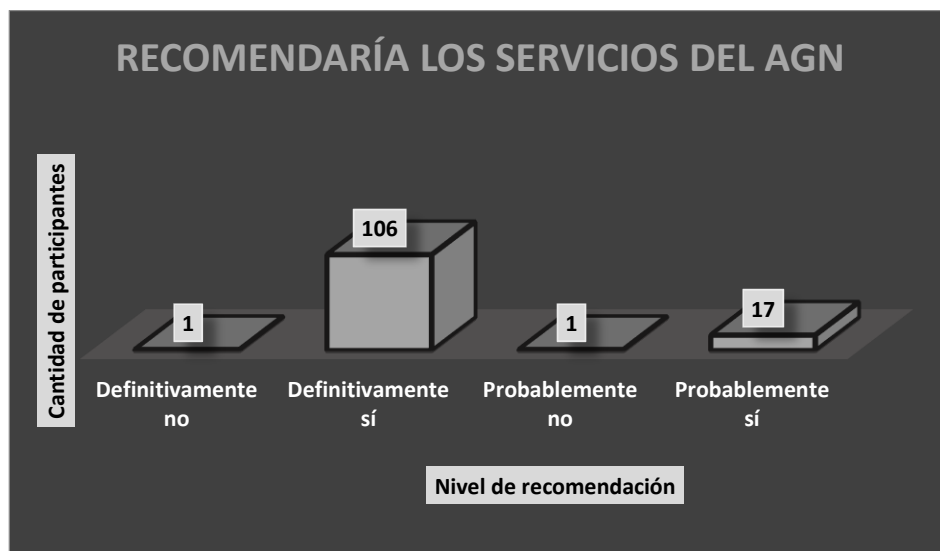 RECOMENDARÍA LOS SERVICIOS DEL AGN
Cantidad de participantes
1
106
1
17
Definitivamente
no
Definitivamente
sí
Probablemente
no
Probablemente
sí
Nivel de recomendación